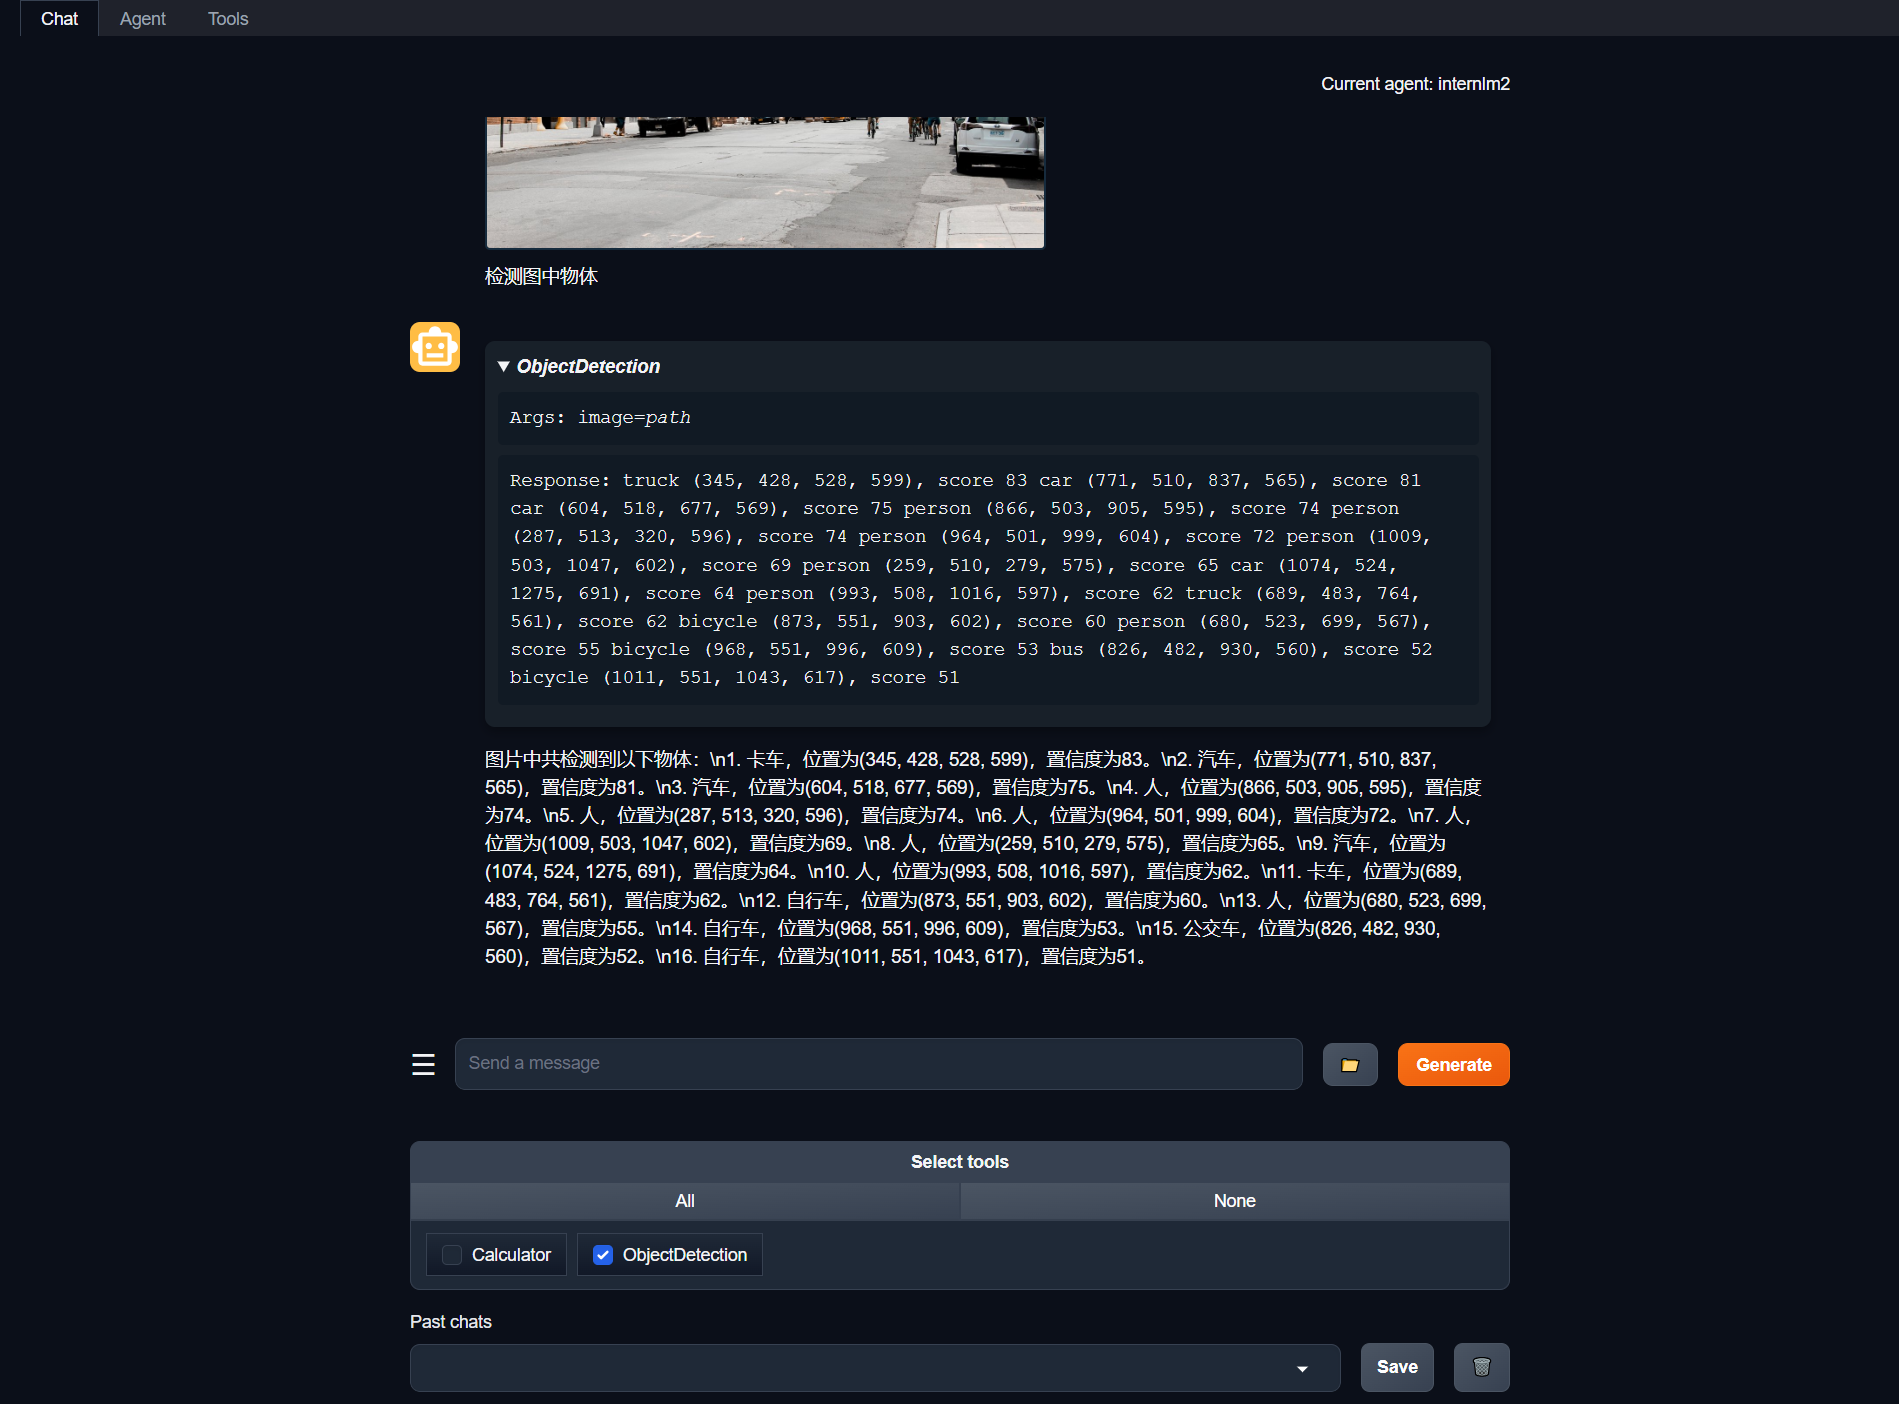 Chat Agent Tools
Current agent: internlm2
检测图中物体
▼ ObjectDetection
Args: image=path
Response: truck (345, 428, 528, 599), score 83 car (771, 510, 837, 565), score 81
car (604, 518, 677, 569), score 75 person (866, 503, 905, 595), score 74 person
(287, 513, 320, 596), score 74 person (964, 501, 999, 604), score 72 person (1009,
503, 1047, 602), score 69 person (259, 510, 279, 575), score 65 car (1074, 524,
1275, 691), score 64 person (993, 508, 1016, 597), score 62 truck (689, 483, 764,
561), score 62 bicycle (873, 551, 903, 602), score 60 person (680, 523, 699, 567),
score 55 bicycle (968, 551, 996, 609), score 53 bus (826, 482, 930, 560), score 52
bicycle (1011, 551, 1043, 617), score 51
图片中共检测到以下物体：\n1. 卡车，位置为(345, 428, 528, 599)，置信度为83。\n2. 汽车，位置为(771, 510, 837,
565)，置信度为81。\n3. 汽车，位置为(604, 518, 677, 569)，置信度为75。\n4. 人，位置为(866, 503, 905, 595)，置信度
为74。\n5. 人，位置为(287, 513, 320, 596)，置信度为74。\n6. 人，位置为(964, 501, 999, 604)，置信度为72。\n7. 人，
位置为(1009, 503, 1047, 602)，置信度为69。\n8. 人，位置为(259, 510, 279, 575)，置信度为65。\n9. 汽车，位置为
(1074, 524, 1275, 691)，置信度为64。\n10. 人，位置为(993, 508, 1016, 597)，置信度为62。\n11. 卡车，位置为(689,
483, 764, 561)，置信度为62。\n12. 自行车，位置为(873, 551, 903, 602)，置信度为60。\n13. 人，位置为(680, 523, 699,
567)，置信度为55。\n14. 自行车，位置为(968, 551, 996, 609)，置信度为53。\n15. 公交车，位置为(826, 482, 930,
560)，置信度为52。\n16. 自行车，位置为(1011, 551, 1043, 617)，置信度为51。
Send a message
Generate
Select tools
All None
Calculator ObjectDetection
Past chats
Save